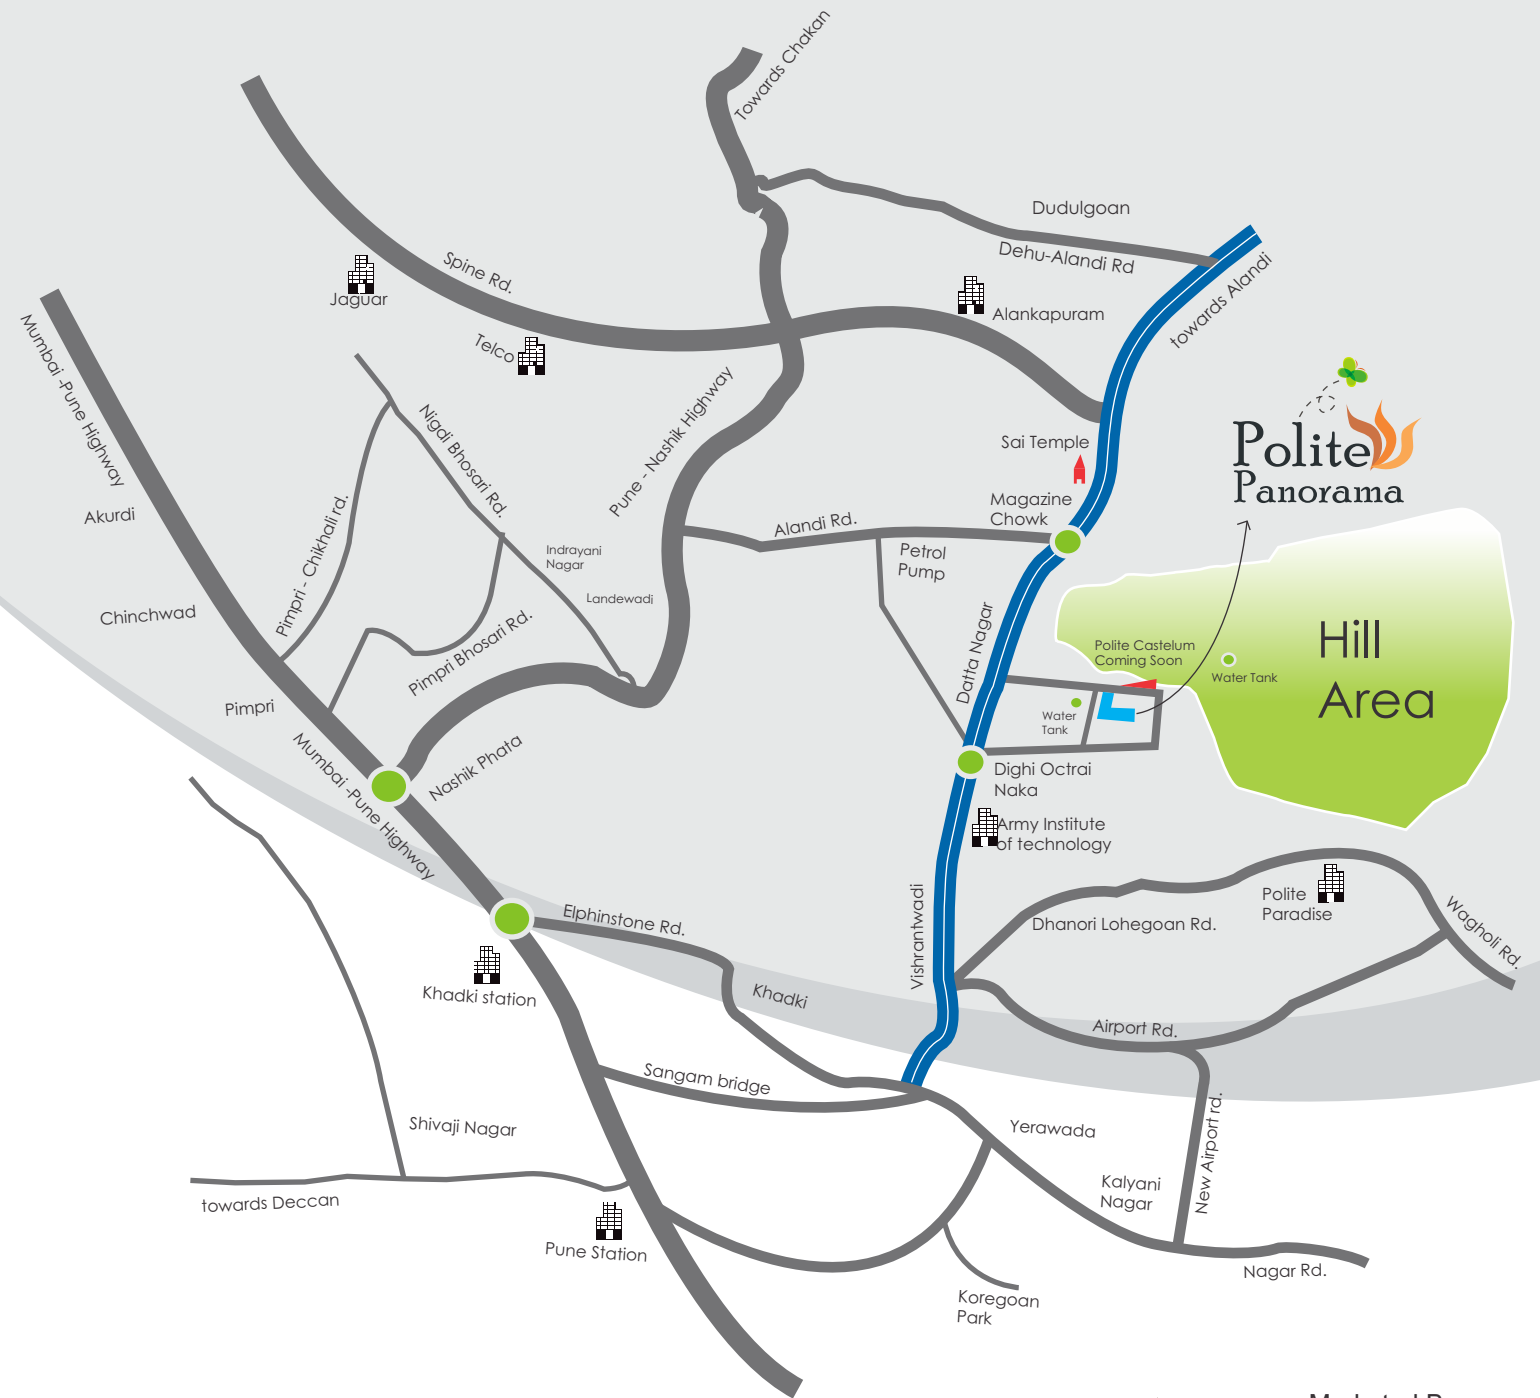 Towards Chakan
Dudulgoan
Dehu-Alandi Rd
towards Alandi
Spine Rd.
Jaguar
Telco
Alankapuram
Mumbai -Pune Highway
Nigdi Bhosari Rd.
Pune - Nashik Highway
Sai Temple
Polite
Panorama
Magazine
Chowk
Akurdi
Pimpri - Chikhali rd.
Alandi Rd.
Petrol
Pump
Indrayani
Nagar
Landewadi
Chinchwad
Pimpri Bhosari Rd.
Datta Nagar
Polite Castelum
Coming Soon
Water Tank
Hill
Area
Pimpri
Water
Tank
Mumbai -Pune Highway
Nashik Phata
Dighi Octrai
Naka
Army Institute
of technology
Vishrantwadi
Polite
Paradise
Dhanori Lohegoan Rd.
Wagholi Rd.
Elphinstone Rd.
Khadki station
Khadki
Airport Rd.
Sangam bridge
Shivaji Nagar
Yerawada
New Airport rd.
Kalyani
Nagar
towards Deccan
Pune Station
Nagar Rd.
Koregoan
Park